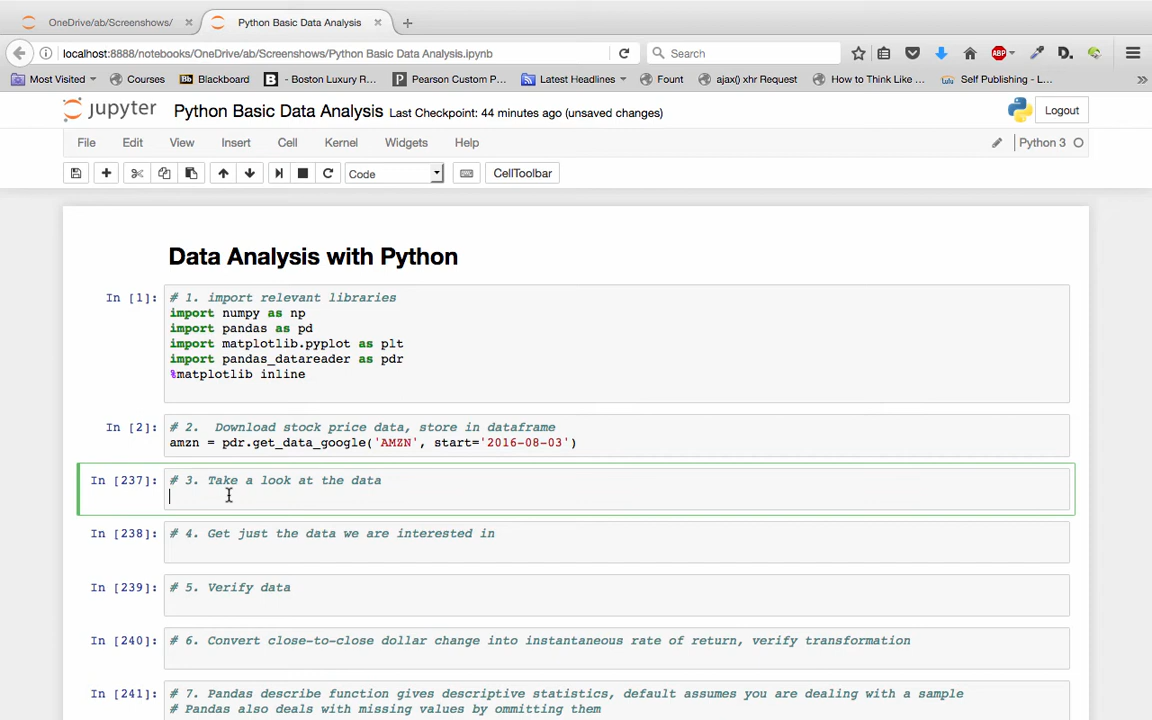 OneDrive/ab/Screenshows/
Python Basic Data Analysis
localhost:8888/notebooks/OneDrive/ab/Screenshows/Python Basic Data Analysis.ipynb
Search
ABP
D.
Most Visited
Courses
Bb Blackboard
B - Boston Luxury R...
P Pearson Custom P...
Latest Headlines
Fount
ajax() xhr Request
How to Think Like ...
lulu Self Publishing - L...
jupyter Python Basic Data Analysis Last Checkpoint: 44 minutes ago (unsaved changes)
Logout
File Edit View Insert Cell Kernel Widgets Help
Python 3
Code
CellToolbar
Data Analysis with Python
In [1]: # 1. import relevant libraries
import numpy as np
import pandas as pd
import matplotlib.pyplot as plt
import pandas_datareader as pdr
%matplotlib inline
In [2]: # 2.  Download stock price data, store in dataframe
amzn = pdr.get_data_google('AMZN', start='2016-08-03')
In [237]: # 3. Take a look at the data
In [238]: # 4. Get just the data we are interested in
In [239]: # 5. Verify data
In [240]: # 6. Convert close-to-close dollar change into instantaneous rate of return, verify transformation
In [241]: # 7. Pandas describe function gives descriptive statistics, default assumes you are dealing with a sample
# Pandas also deals with missing values by ommitting them